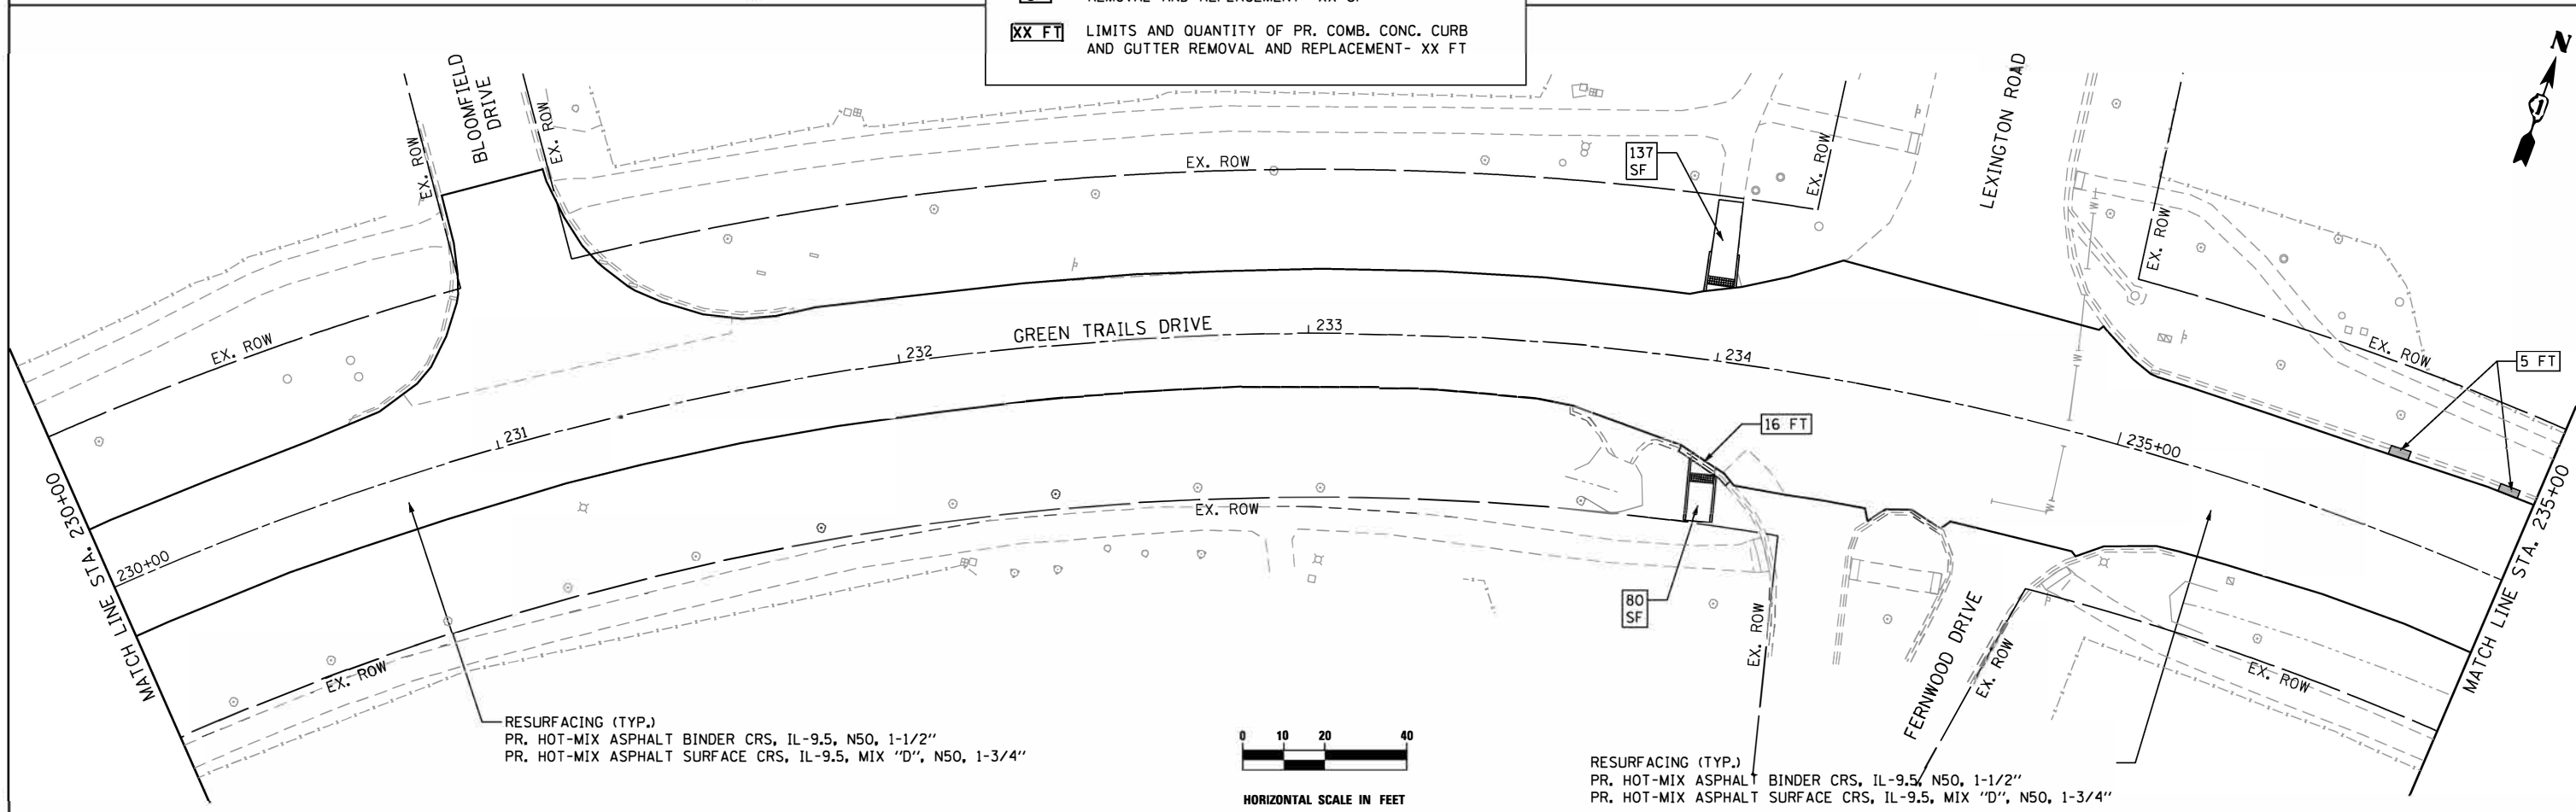 XX FT LIMITS AND QUANTITY OF PR. COMB. CONC. CURB
AND GUTTER REMOVAL AND REPLACEMENT- XX FT
N
BLOOMFIELD
DRIVE
EX. ROW
EX. ROW
EX. ROW
EX. ROW
137
SF
EX. ROW
LEXINGTON ROAD
EX. ROW
EX. ROW
5 FT
GREEN TRAILS DRIVE
230+00
231
232
233
234
235+00
16 FT
MATCH LINE STA. 230+00
MATCH LINE STA. 235+00
EX. ROW
EX. ROW
80
SF
EX. ROW
FERNWOOD DRIVE
EX. ROW
EX. ROW
RESURFACING (TYP.)
PR. HOT-MIX ASPHALT BINDER CRS, IL-9.5, N50, 1-1/2"
PR. HOT-MIX ASPHALT SURFACE CRS, IL-9.5, MIX "D", N50, 1-3/4"
0 10 20 40
HORIZONTAL SCALE IN FEET
RESURFACING (TYP.)
PR. HOT-MIX ASPHALT BINDER CRS, IL-9.5, N50, 1-1/2"
PR. HOT-MIX ASPHALT SURFACE CRS, IL-9.5, MIX "D", N50, 1-3/4"